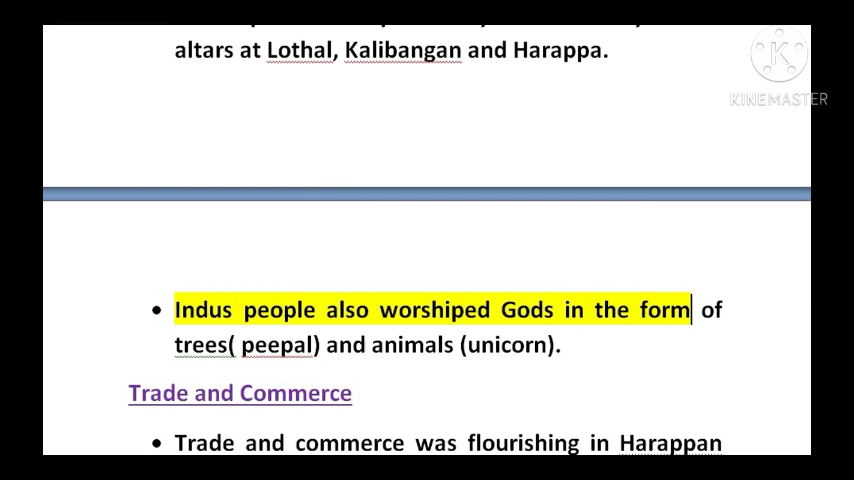 altars at Lothal, Kalibangan and Harappa.
KINEMASTER
• Indus people also worshiped Gods in the form of
trees( peepal) and animals (unicorn).
Trade and Commerce
• Trade and commerce was flourishing in Harappan